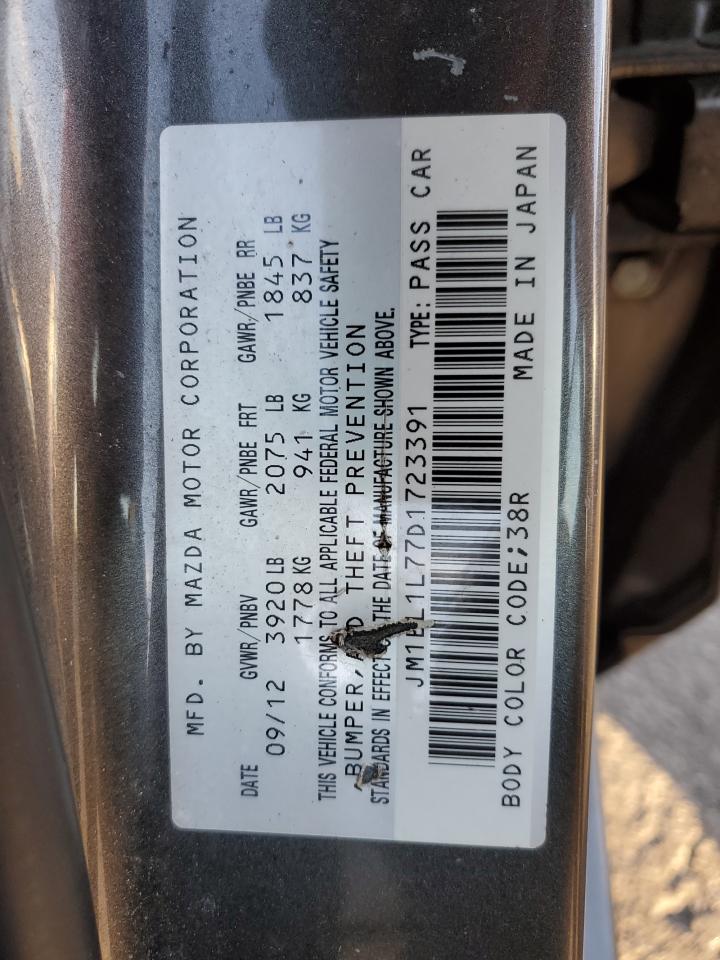 MFD. BY MAZDA MOTOR CORPORATION
DATE GVWR/PNBV GAWR/PNBE FRT GAWR/PNBE RR
09/12 3920 LB 2075 LB 1845 LB
1778 KG 941 KG 837 KG
THIS VEHICLE CONFORMS TO ALL APPLICABLE FEDERAL MOTOR VEHICLE SAFETY
BUMPER, AND THEFT PREVENTION
STANDARDS IN EFFECT ON THE DATE OF MANUFACTURE SHOWN ABOVE.
JM1BL1L77D1723391 TYPE: PASS CAR
BODY COLOR CODE;38R MADE IN JAPAN